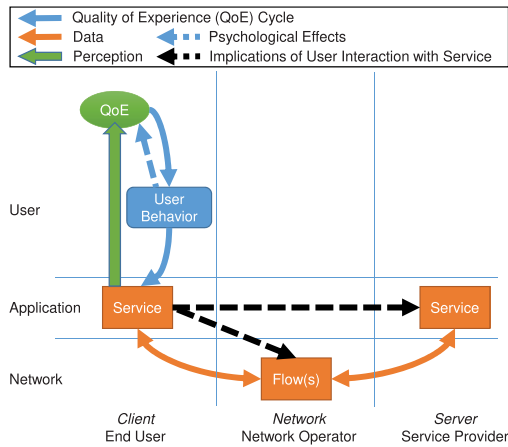 Quality of Experience (QoE) Cycle
Data
Psychological Effects
Perception
Implications of User Interaction with Service
QoE
User
Behavior
User
Application
Service
Service
Network
Flow(s)
Client
End User
Network
Network Operator
Server
Service Provider